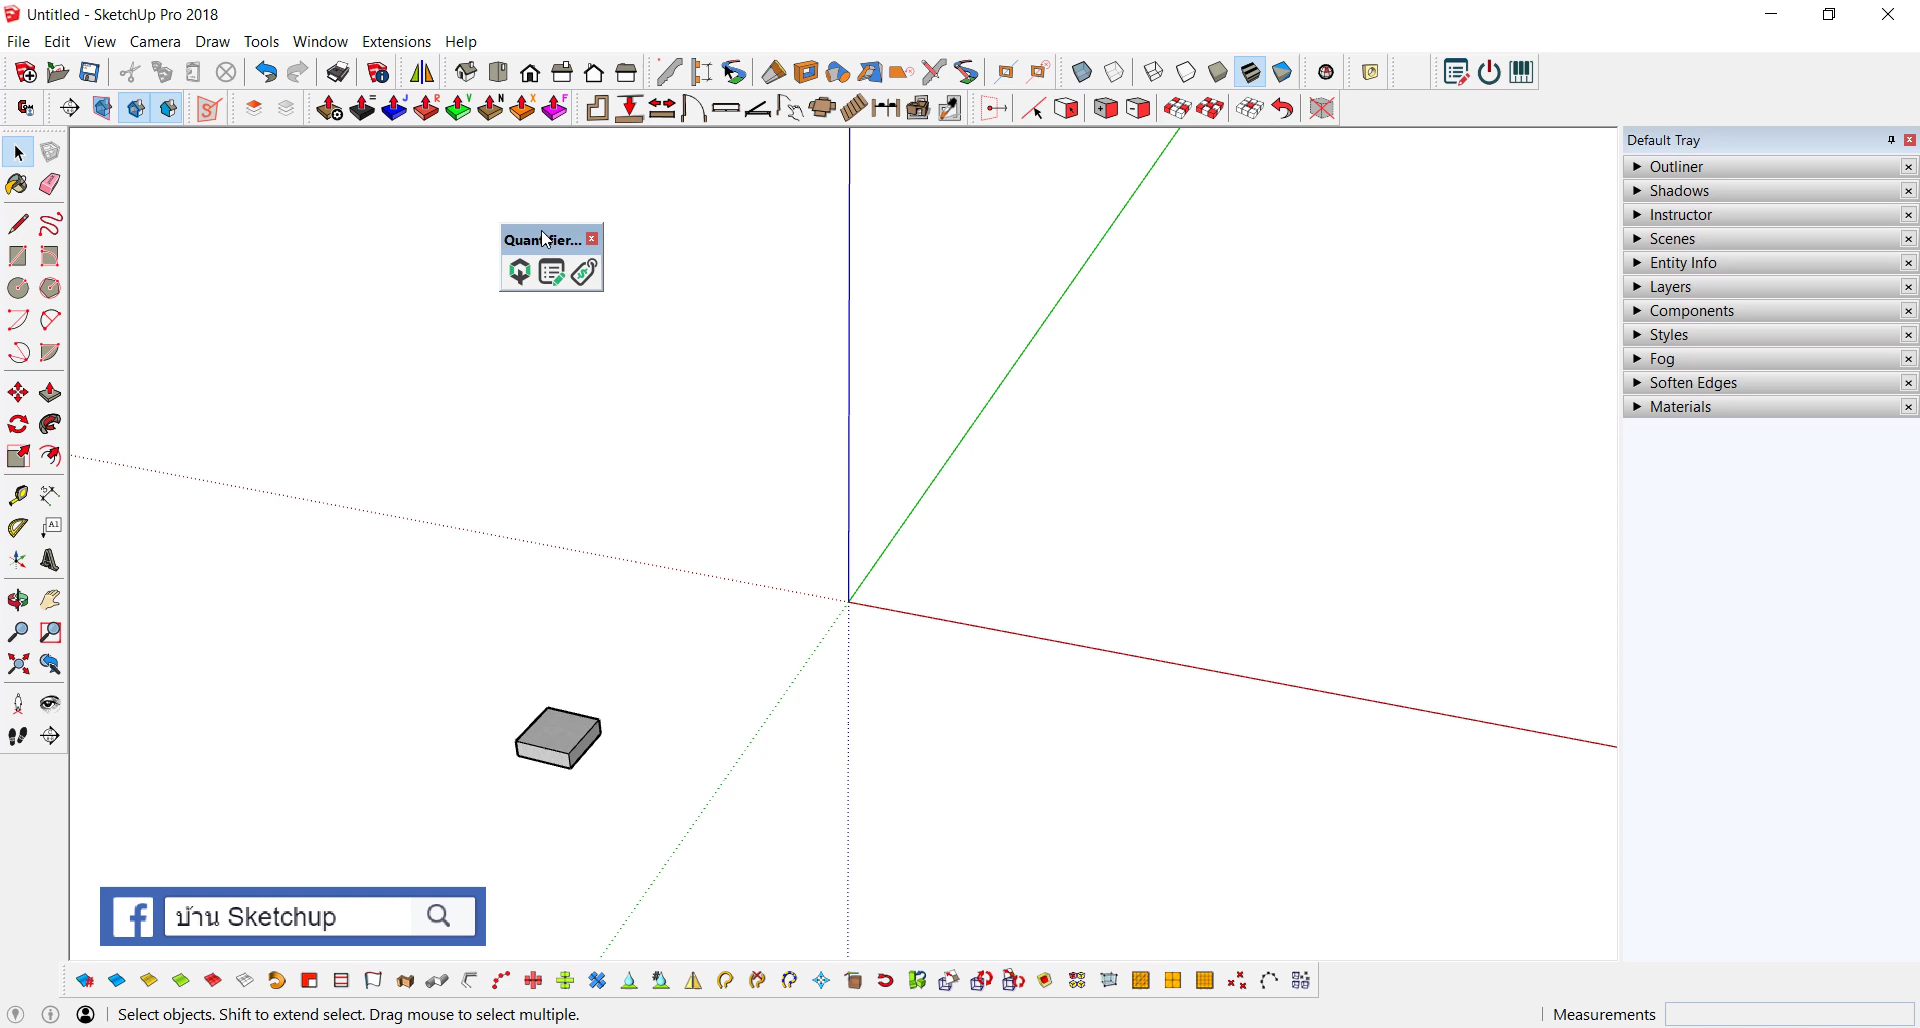 Untitled - SketchUp Pro 2018
File Edit View Camera Draw Tools Window Extensions Help
Default Tray
Outliner
Shadows
Instructor
Scenes
Entity Info
Layers
Components
Styles
Fog
Soften Edges
Materials
A1
บ้าน Sketchup
Select objects. Shift to extend select. Drag mouse to select multiple.
Measurements